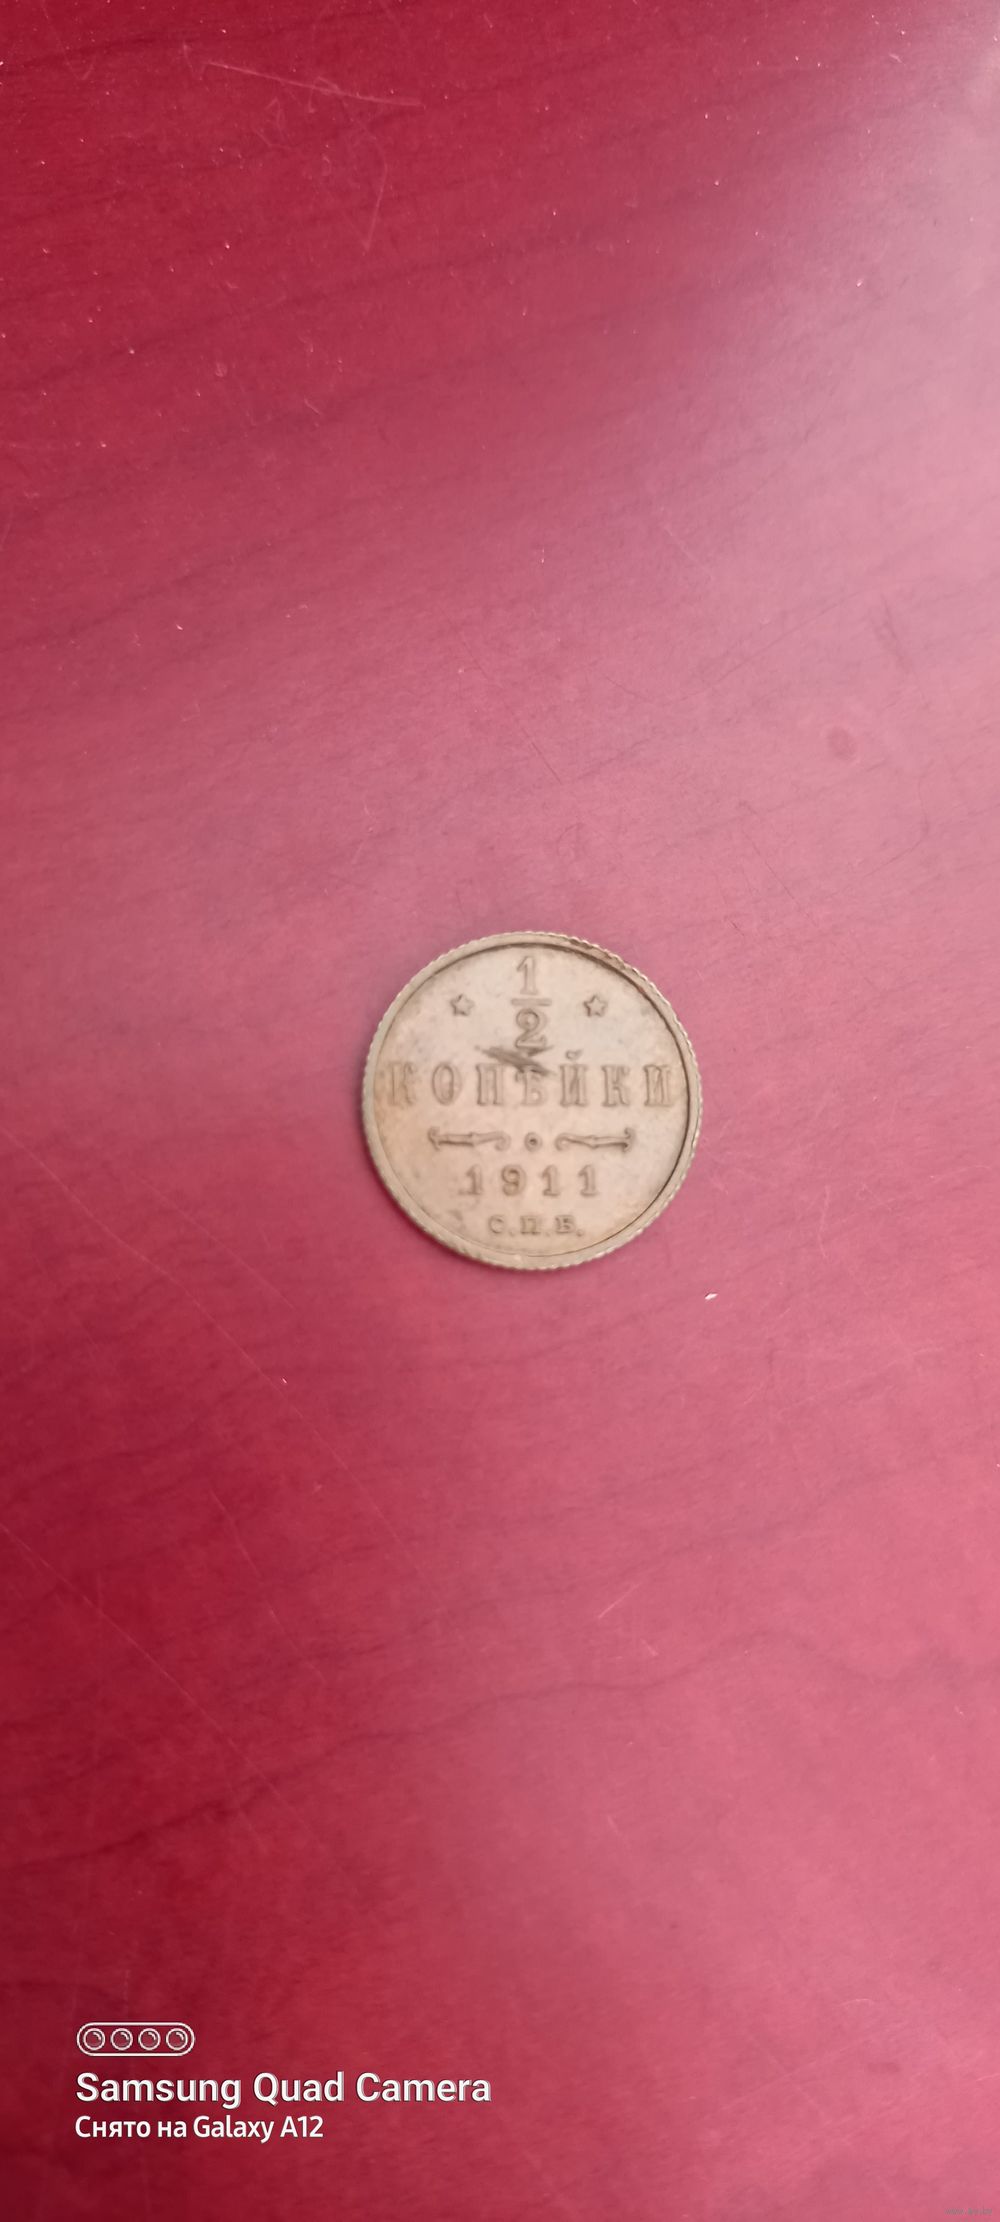 1
2
КОПѢЙКИ
1911
С.П.Б.
Samsung Quad Camera
Снято на Galaxy A12